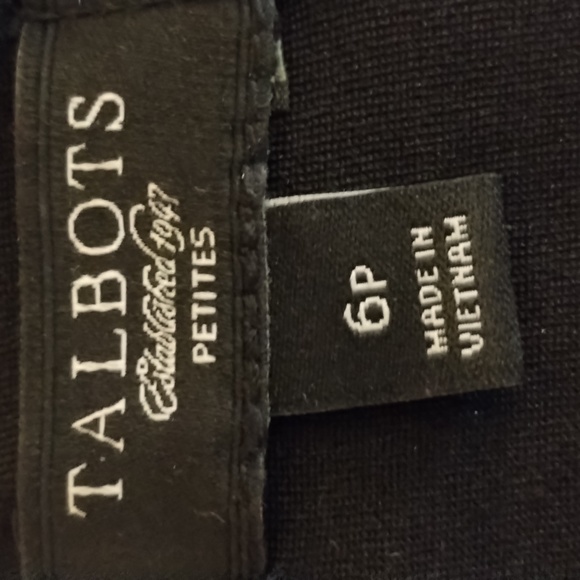 TALBOTS
Established 1947
PETITES
6P
MADE IN
VIETNAM